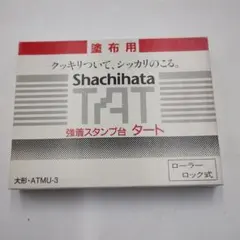 塗布用
クッキリついて、シッカリのこる。
Shachihata
TAT
強着スタンプ台 タート
大形・ATMU-3
ローラー
ロック式